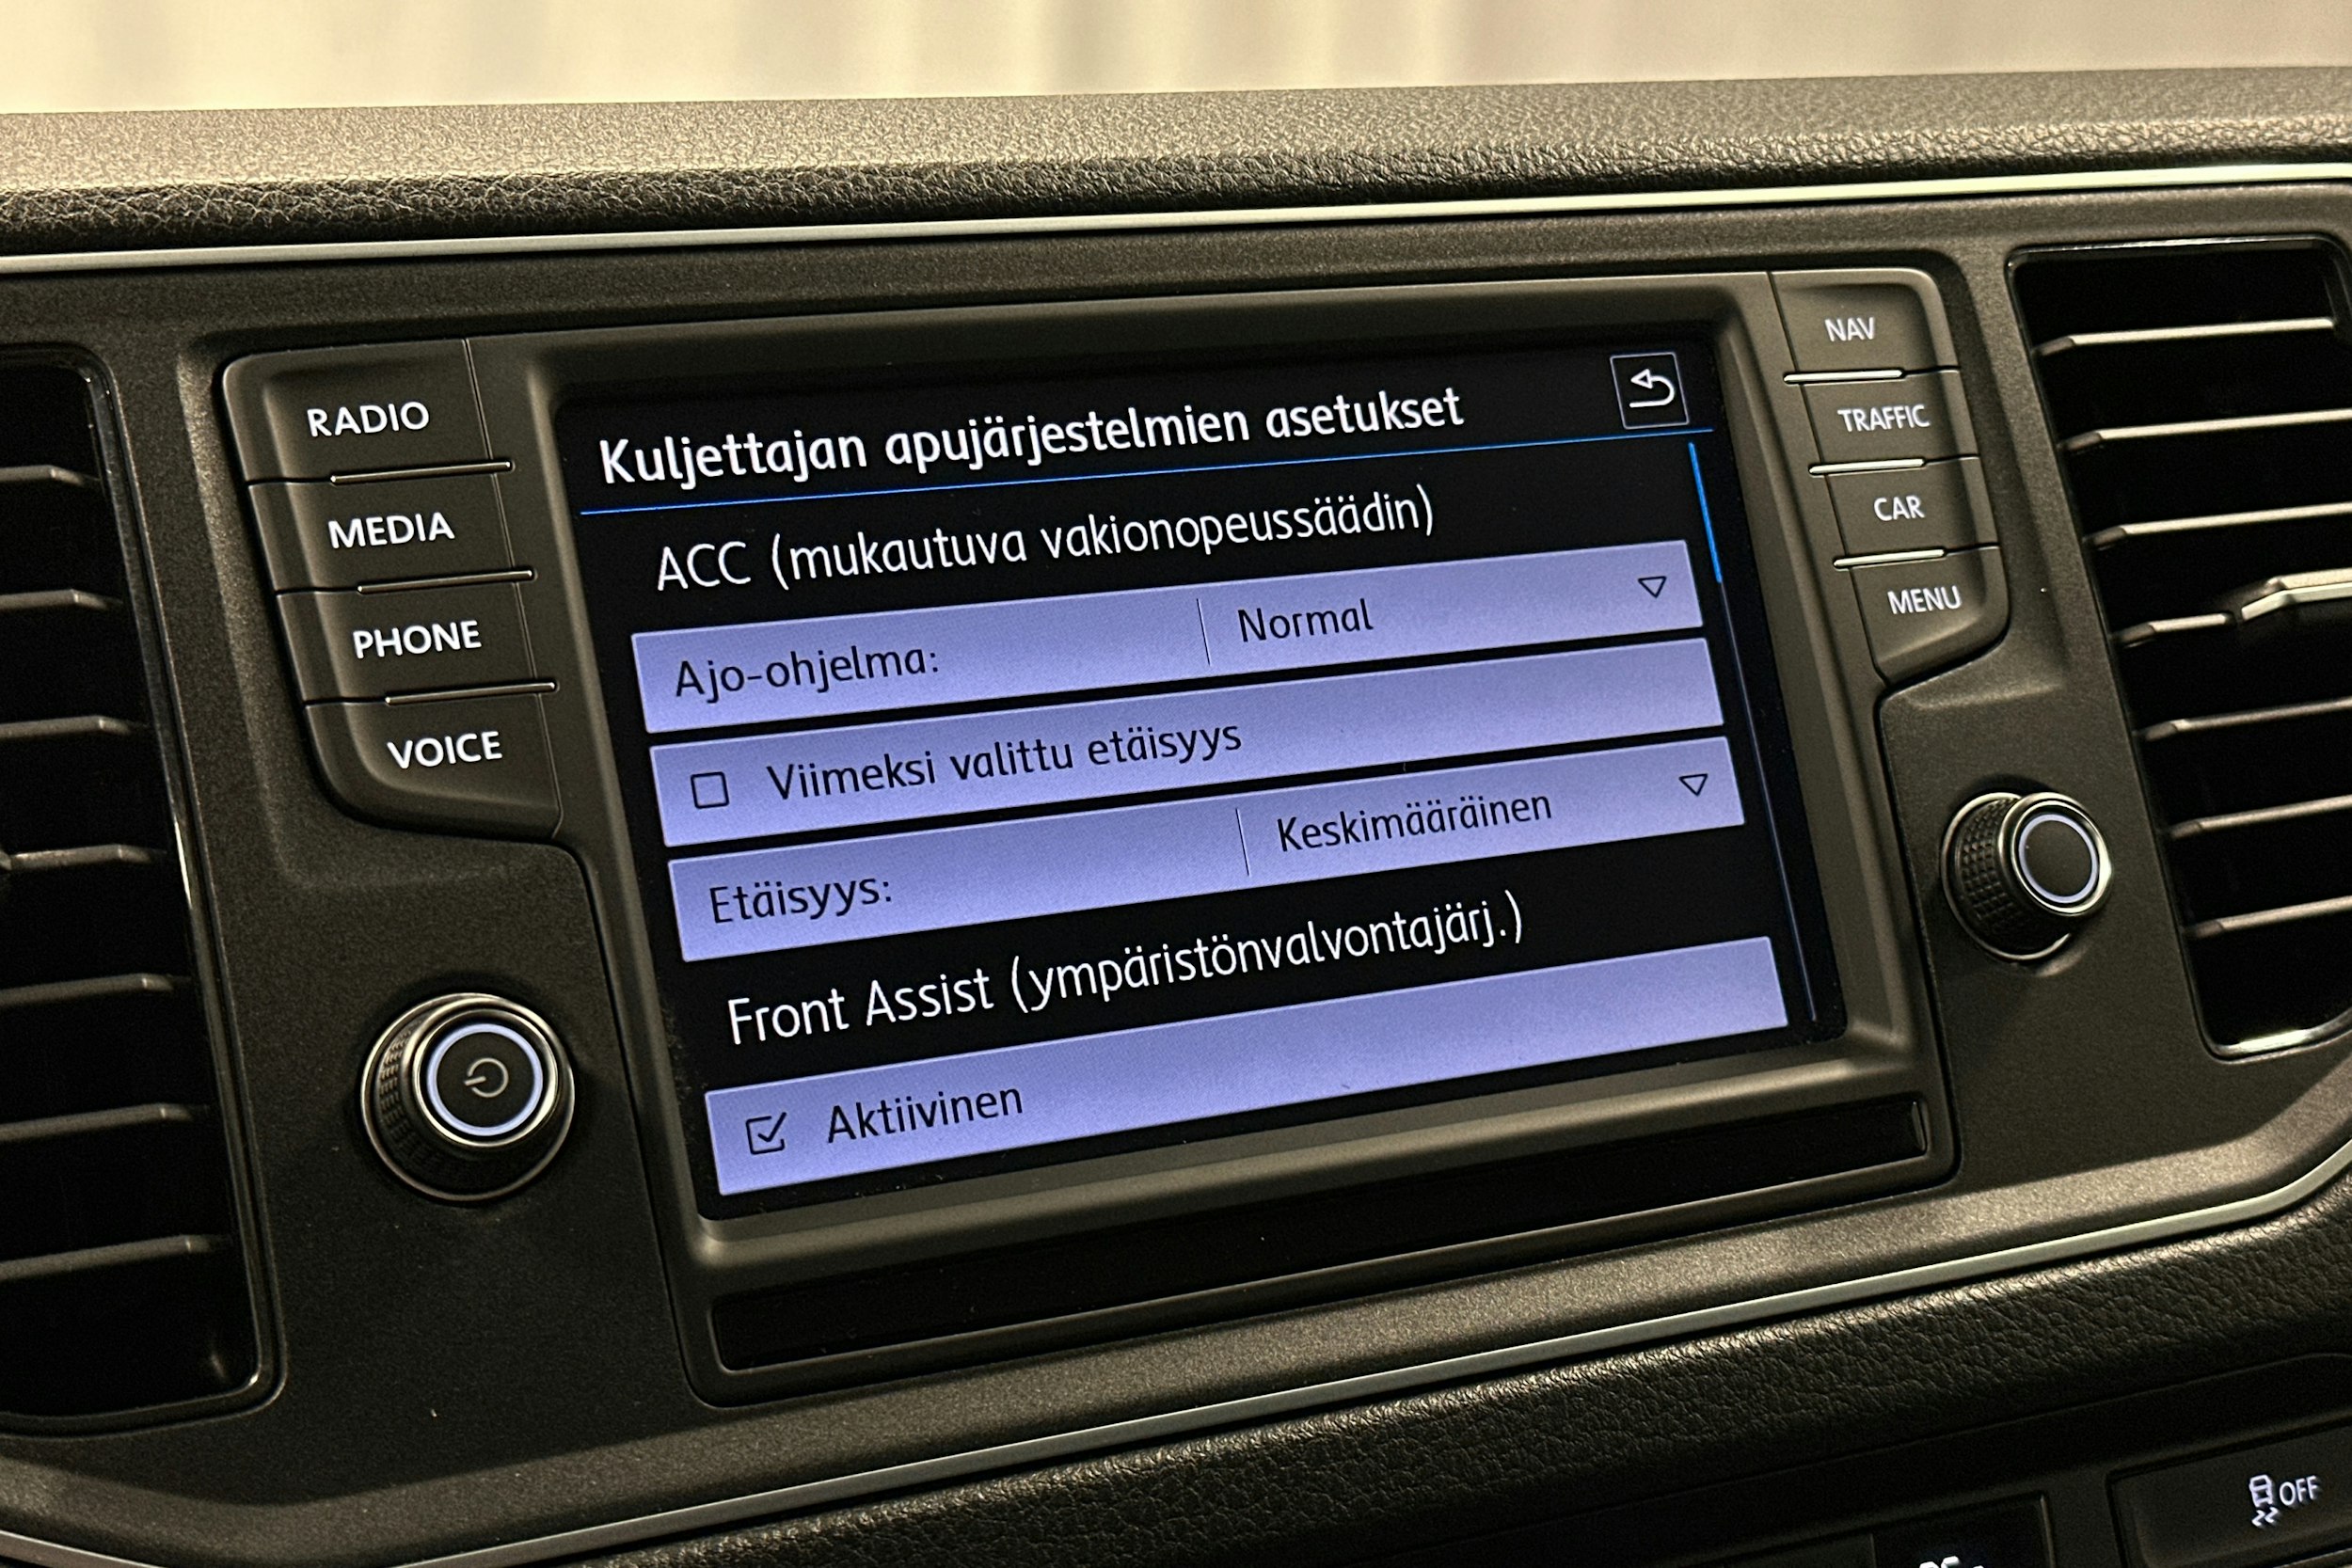 RADIO
MEDIA
PHONE
VOICE
Kuljettajan apujärjestelmien asetukset
ACC (mukautuva vakionopeussäädin)
Ajo-ohjelma: Normal
Viimeksi valittu etäisyys
Etäisyys: Keskimääräinen
Front Assist (ympäristönvalvontajärj.)
Aktiivinen
NAV
TRAFFIC
CAR
MENU
OFF